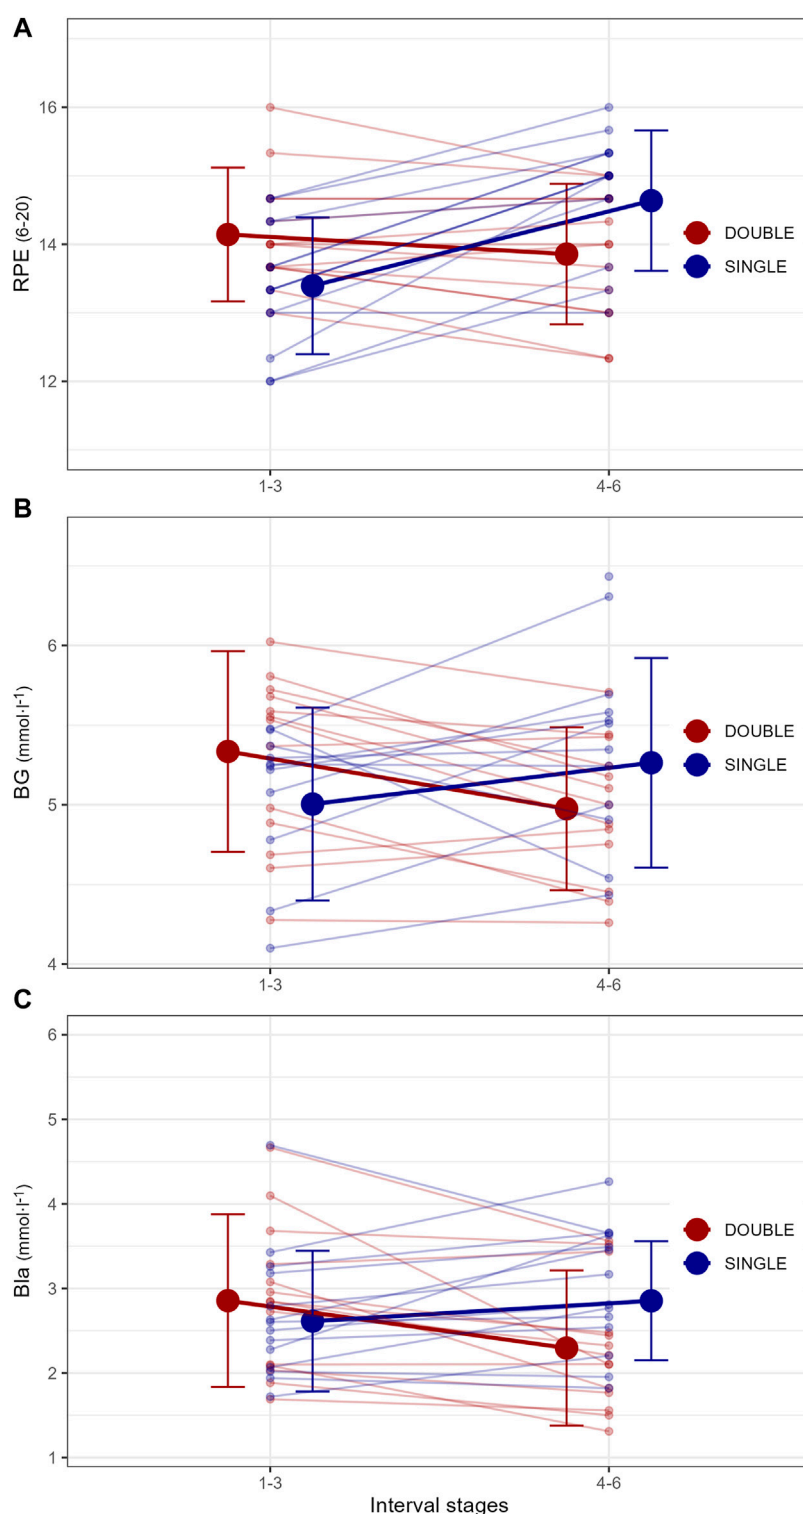 A
RPE (6-20)
16
14
12
1-3
4-6
DOUBLE
SINGLE
B
BG (mmol·l⁻¹)
6
5
4
1-3
4-6
DOUBLE
SINGLE
C
Bla (mmol·l⁻¹)
6
5
4
3
2
1
1-3
4-6
DOUBLE
SINGLE
Interval stages